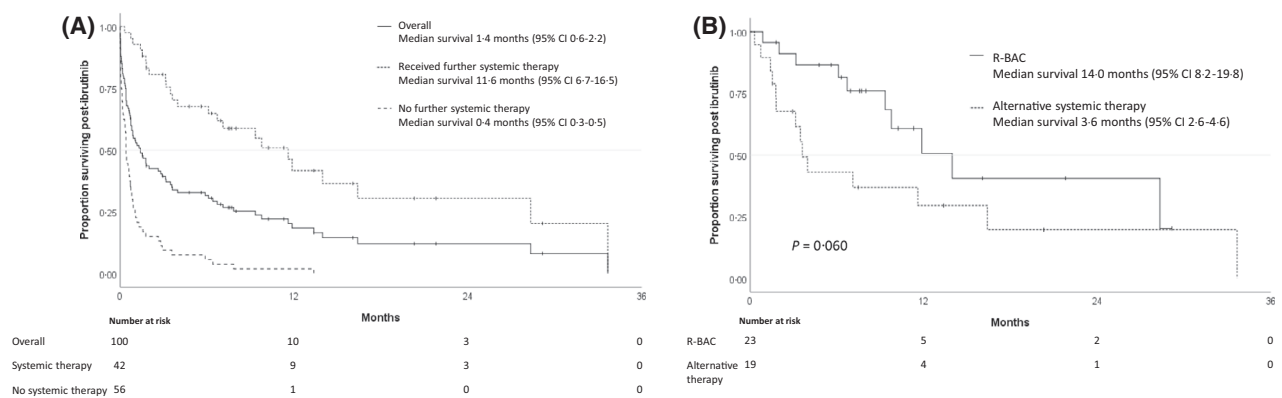 (A)
Overall
Median survival 1·4 months (95% CI 0·6-2·2)
Received further systemic therapy
Median survival 11·6 months (95% CI 6·7-16·5)
No further systemic therapy
Median survival 0·4 months (95% CI 0·3-0·5)
Proportion surviving post-ibrutinib
1·00
0·75
0·50
0·25
0·00
0
12
24
36
Number at risk
Months
Overall 100 10 3 0
Systemic therapy 42 9 3 0
No systemic therapy 56 1 0 0
(B)
R-BAC
Median survival 14·0 months (95% CI 8·2-19·8)
Alternative systemic therapy
Median survival 3·6 months (95% CI 2·6-4·6)
Proportion surviving post ibrutinib
1·00
0·75
0·50
0·25
0·00
P = 0·060
0
12
24
36
Number at risk
Months
R-BAC 23 5 2 0
Alternative 19 4 1 0
therapy